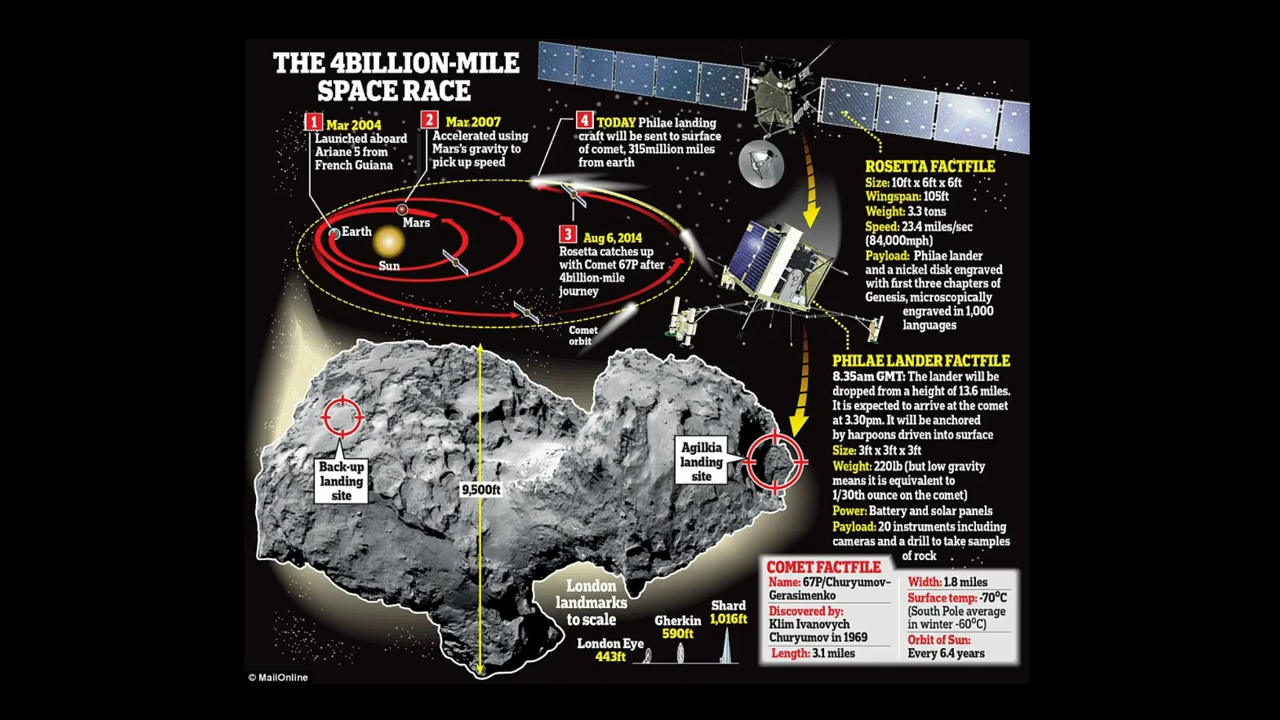 THE 4BILLION-MILE
SPACE RACE
1 Mar 2004
Launched aboard
Ariane 5 from
French Guiana
2 Mar 2007
Accelerated using
Mars's gravity to
pick up speed
4 TODAY Philae landing
craft will be sent to surface
of comet, 315million miles
from earth
Mars
Earth
Sun
3 Aug 6, 2014
Rosetta catches up
with Comet 67P after
4billion-mile
journey
Comet
orbit
ROSETTA FACTFILE
Size: 10ft x 6ft x 6ft
Wingspan: 105ft
Weight: 3.3 tons
Speed: 23.4 miles/sec
(84,000mph)
Payload: Philae lander
and a nickel disk engraved
with first three chapters of
Genesis, microscopically
engraved in 1,000
languages
PHILAE LANDER FACTFILE
8.35am GMT: The lander will be
dropped from a height of 13.6 miles.
It is expected to arrive at the comet
at 3.30pm. It will be anchored
by harpoons driven into surface
Size: 3ft x 3ft x 3ft
Weight: 220lb (but low gravity
means it is equivalent to
1/30th ounce on the comet)
Power: Battery and solar panels
Payload: 20 instruments including
cameras and a drill to take samples
of rock
Back-up
landing
site
9,500ft
Agilkia
landing
site
London
landmarks
to scale
London Eye
443ft
Gherkin
590ft
Shard
1,016ft
COMET FACTFILE
Name: 67P/Churyumov-
Gerasimenko
Discovered by:
Klim Ivanovych
Churyumov in 1969
Length: 3.1 miles
Width: 1.8 miles
Surface temp: -70°C
(South Pole average
in winter -60°C)
Orbit of Sun:
Every 6.4 years
© MailOnline